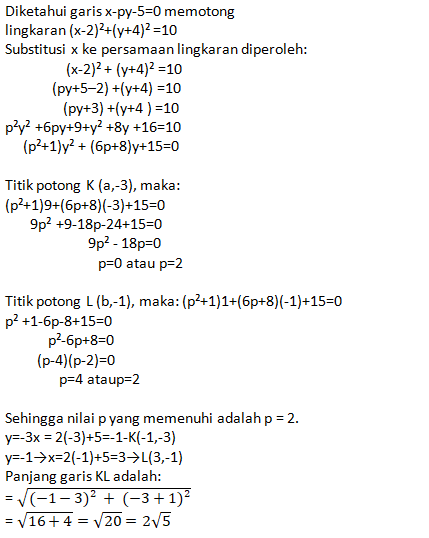 Diketahui garis x-py-5=0 memotong
lingkaran (x-2)²+(y+4)²=10
Substitusi x ke persamaan lingkaran diperoleh:
(x-2)² + (y+4)² =10
(py+5–2) +(y+4) =10
(py+3) +(y+4 ) =10
p²y² +6py+9+y² +8y +16=10
(p²+1)y² + (6p+8)y+15=0
Titik potong K (a,-3), maka:
(p²+1)9+(6p+8)(-3)+15=0
9p² +9-18p-24+15=0
9p² - 18p=0
p=0 atau p=2
Titik potong L (b,-1), maka: (p²+1)1+(6p+8)(-1)+15=0
p² +1-6p-8+15=0
p²-6p+8=0
(p-4)(p-2)=0
p=4 ataup=2
Sehingga nilai p yang memenuhi adalah p = 2.
y=-3x = 2(-3)+5=-1-K(-1,-3)
y=-1→x=2(-1)+5=3→L(3,-1)
Panjang garis KL adalah:
= √((−1 − 3)² + (−3 + 1)²)
= √(16 + 4) = √20 = 2√5